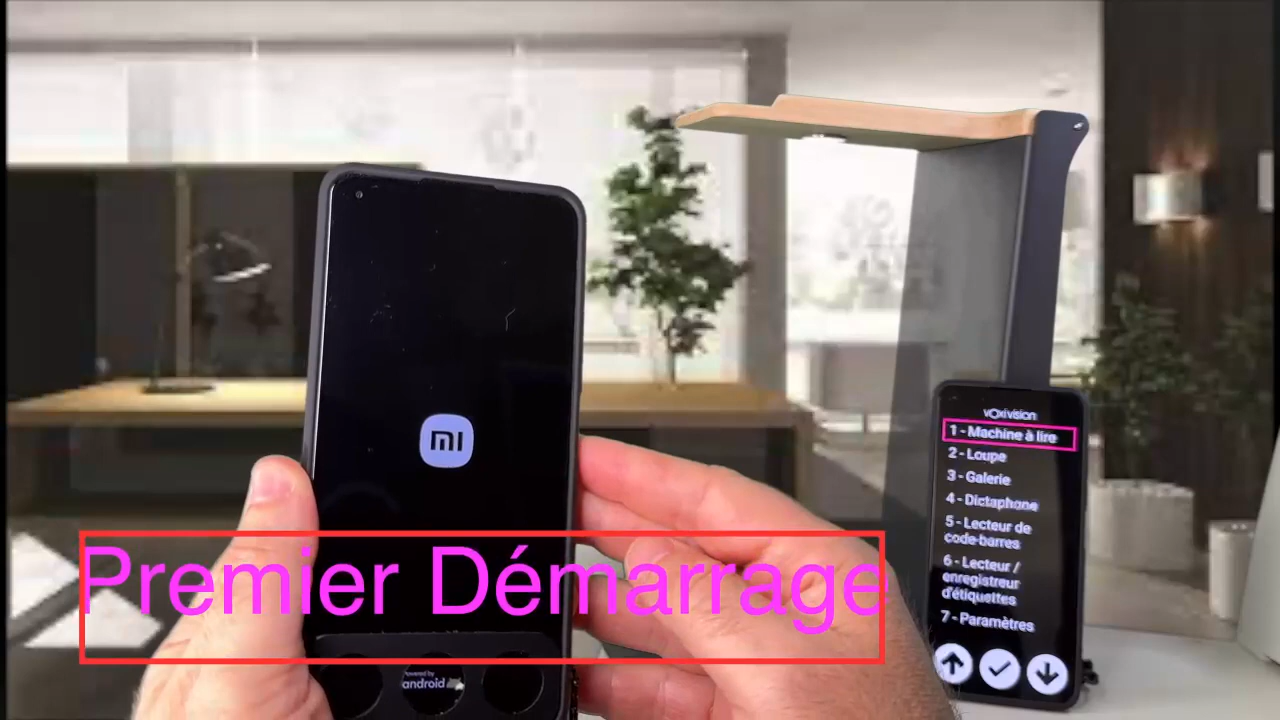 mi
Premier Démarrage
Powered by
android
voxivision
1 - Machine à lire
2 - Loupe
3 - Galerie
4 - Dictaphone
5 - Lecteur de
code-barres
6 - Lecteur /
enregistreur
d'étiquettes
7 - Paramètres